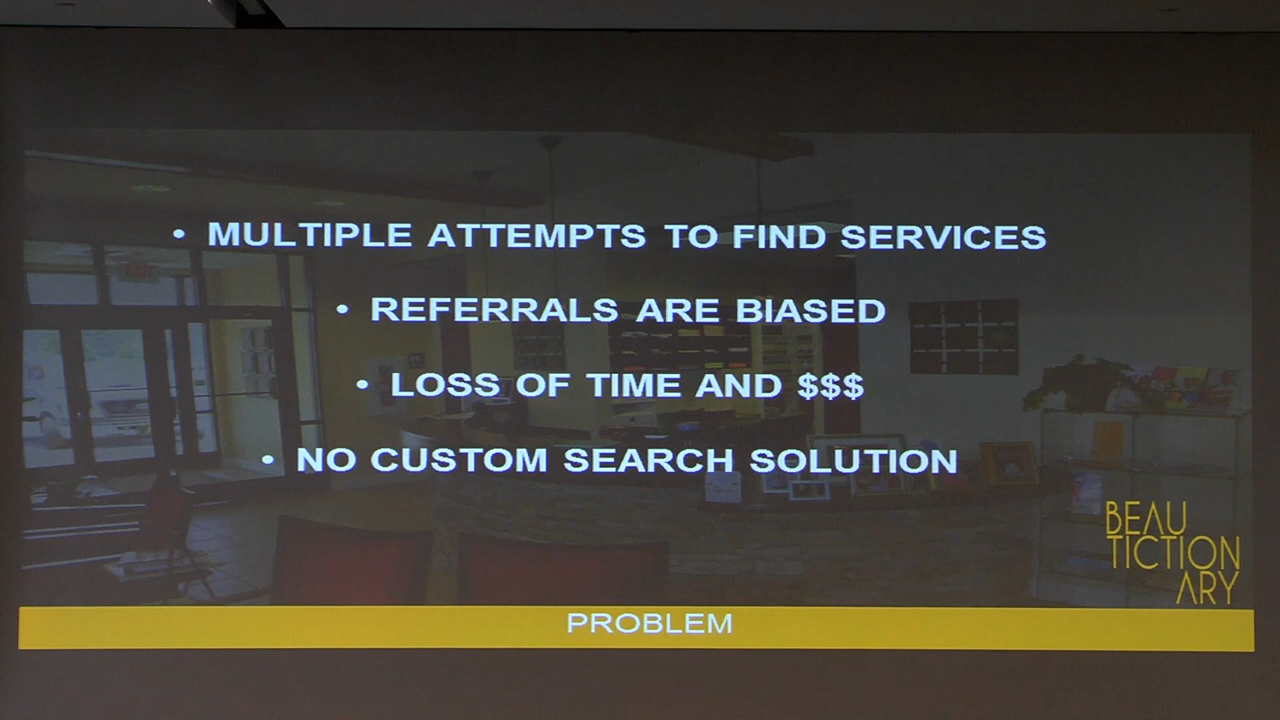 • MULTIPLE ATTEMPTS TO FIND SERVICES
• REFERRALS ARE BIASED
• LOSS OF TIME AND $$$
• NO CUSTOM SEARCH SOLUTION
BEAU
TICTION
ARY
PROBLEM